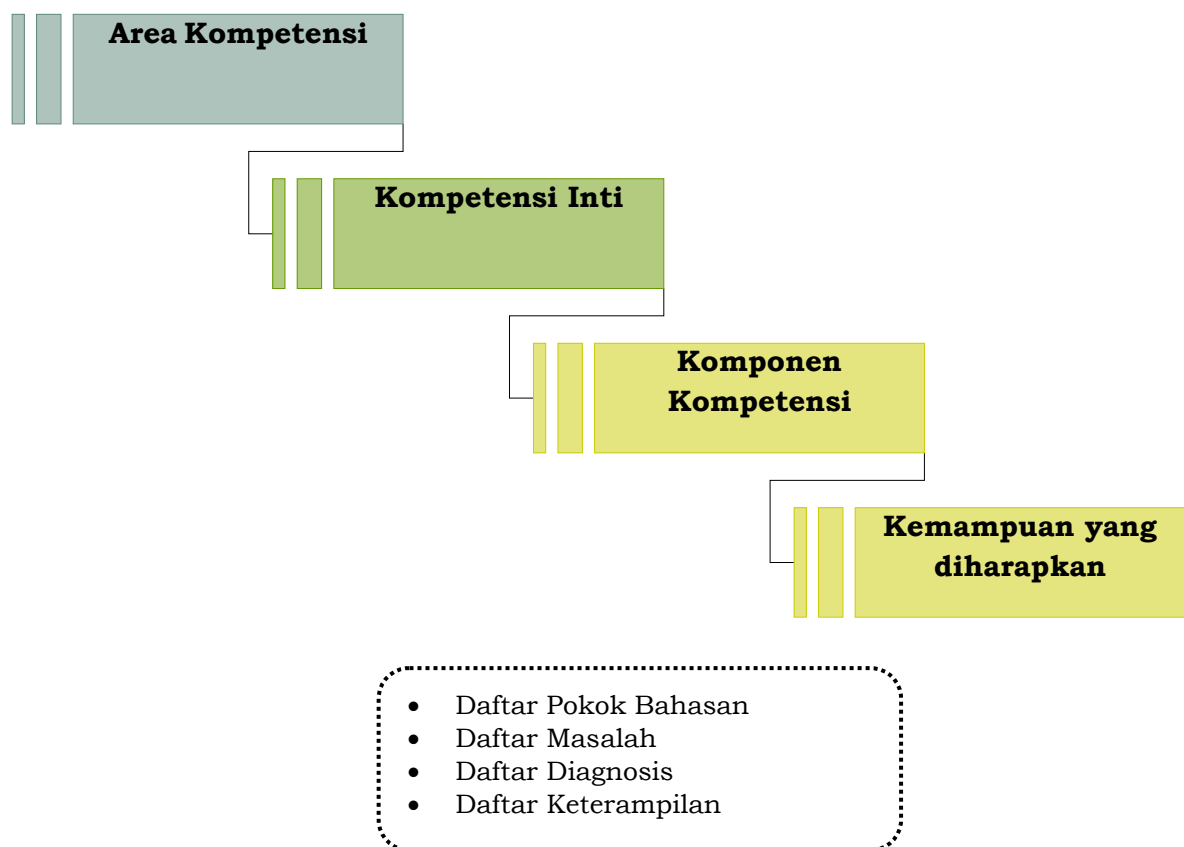 Area Kompetensi
Kompetensi Inti
Komponen
Kompetensi
Kemampuan yang
diharapkan
• Daftar Pokok Bahasan
• Daftar Masalah
• Daftar Diagnosis
• Daftar Keterampilan